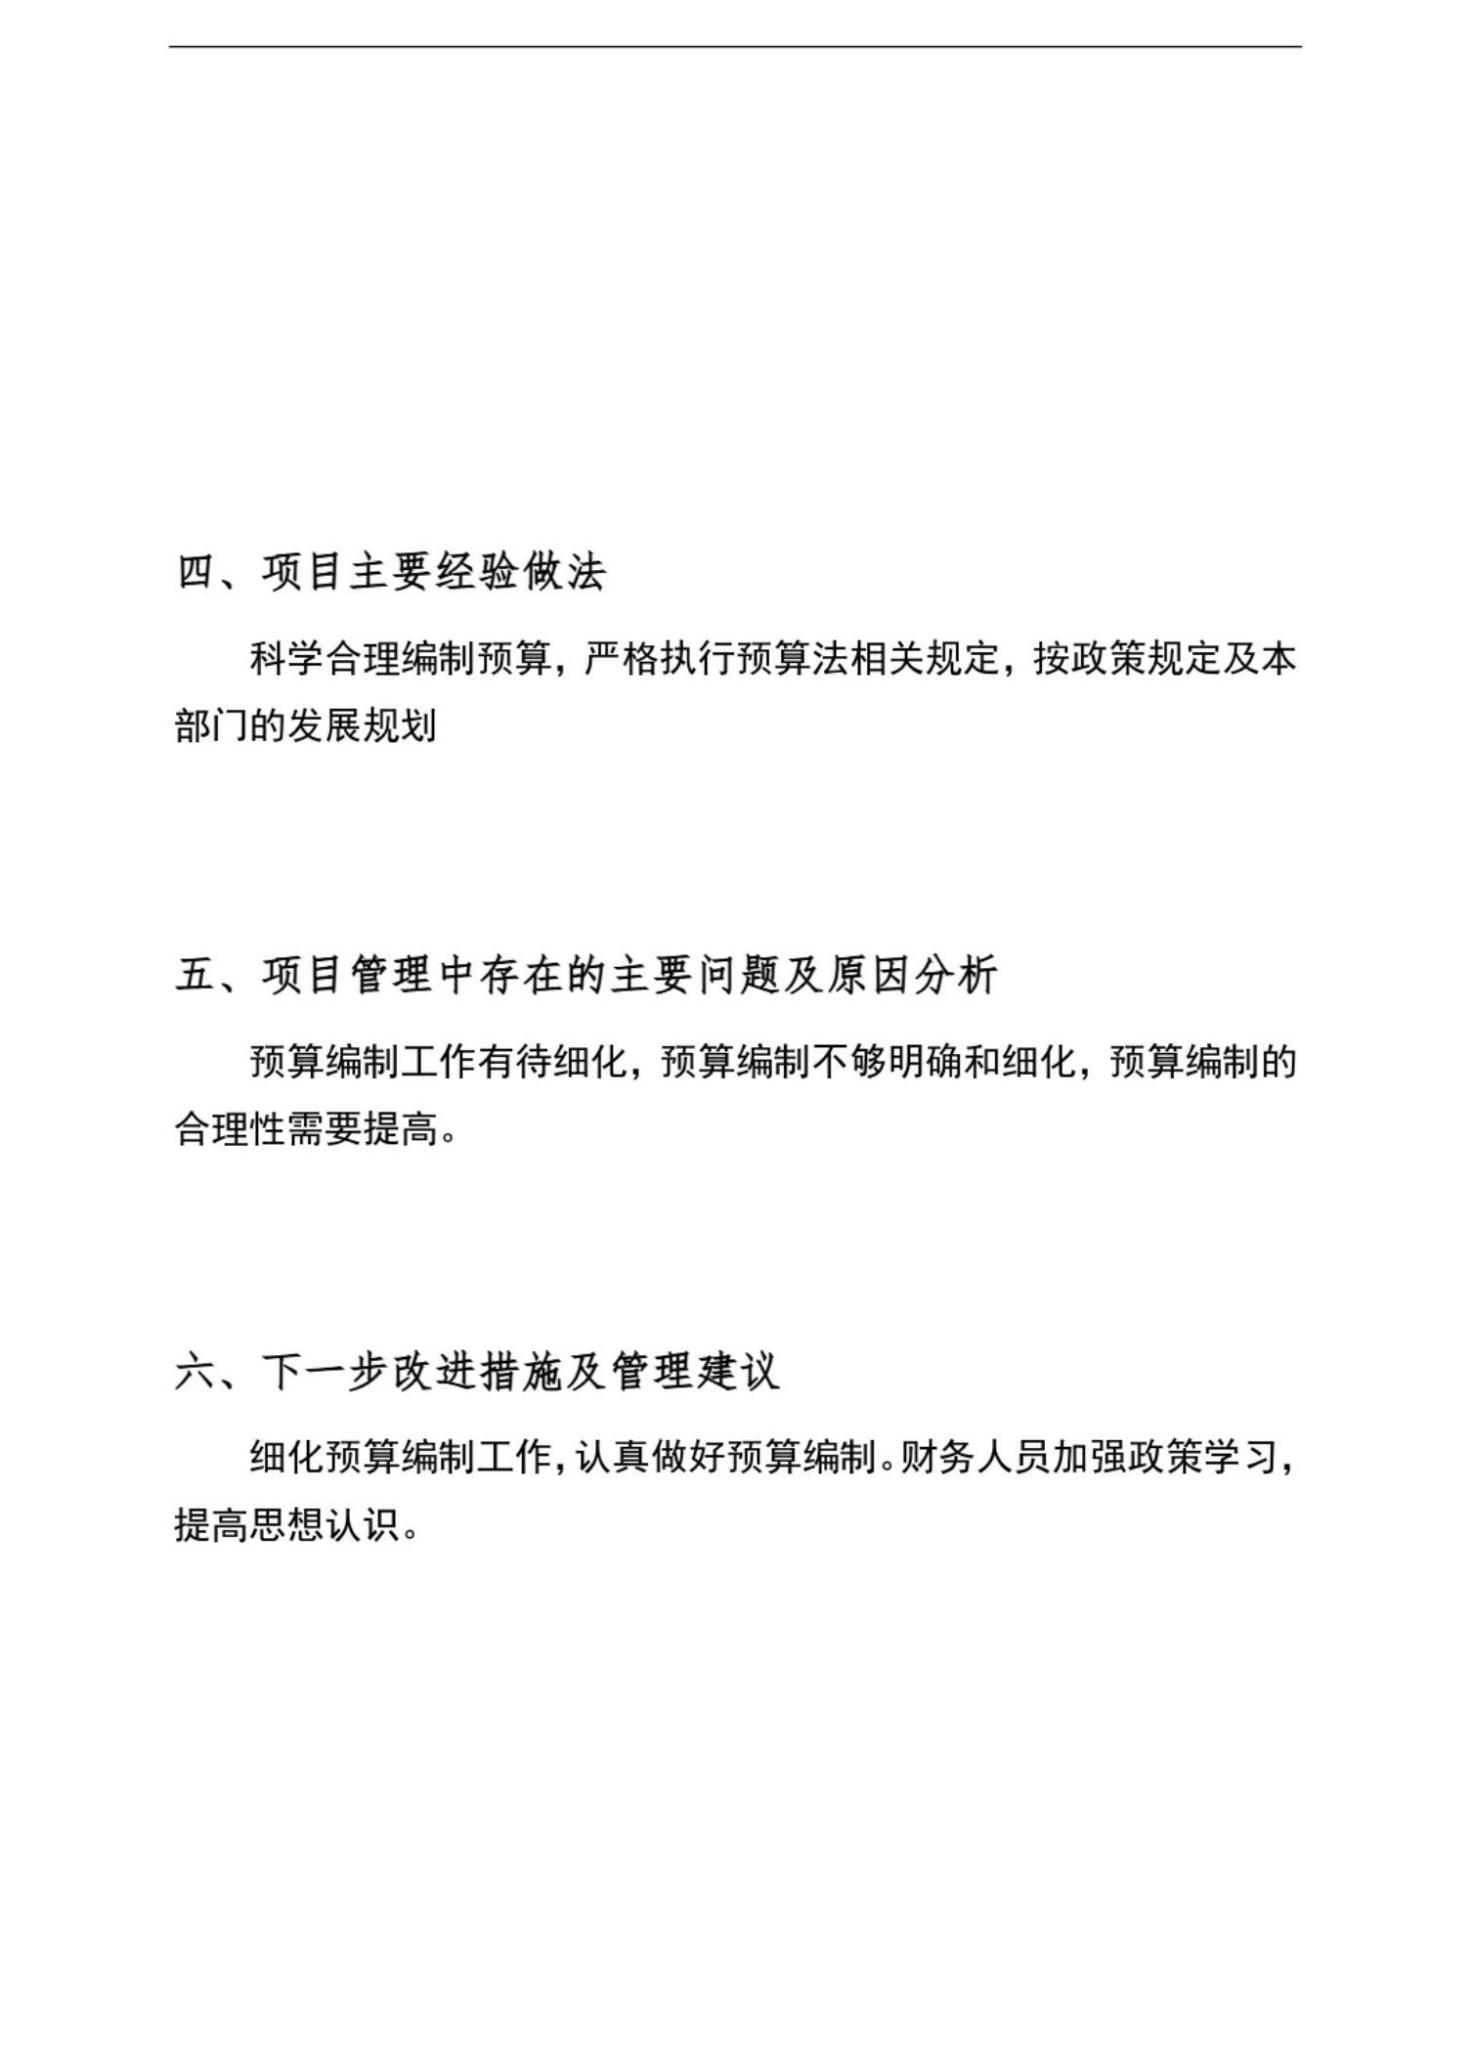 四、项目主要经验做法
科学合理编制预算，严格执行预算法相关规定，按政策规定及本
部门的发展规划
五、项目管理中存在的主要问题及原因分析
预算编制工作有待细化，预算编制不够明确和细化，预算编制的
合理性需要提高。
六、下一步改进措施及管理建议
细化预算编制工作，认真做好预算编制。财务人员加强政策学习，
提高思想认识。